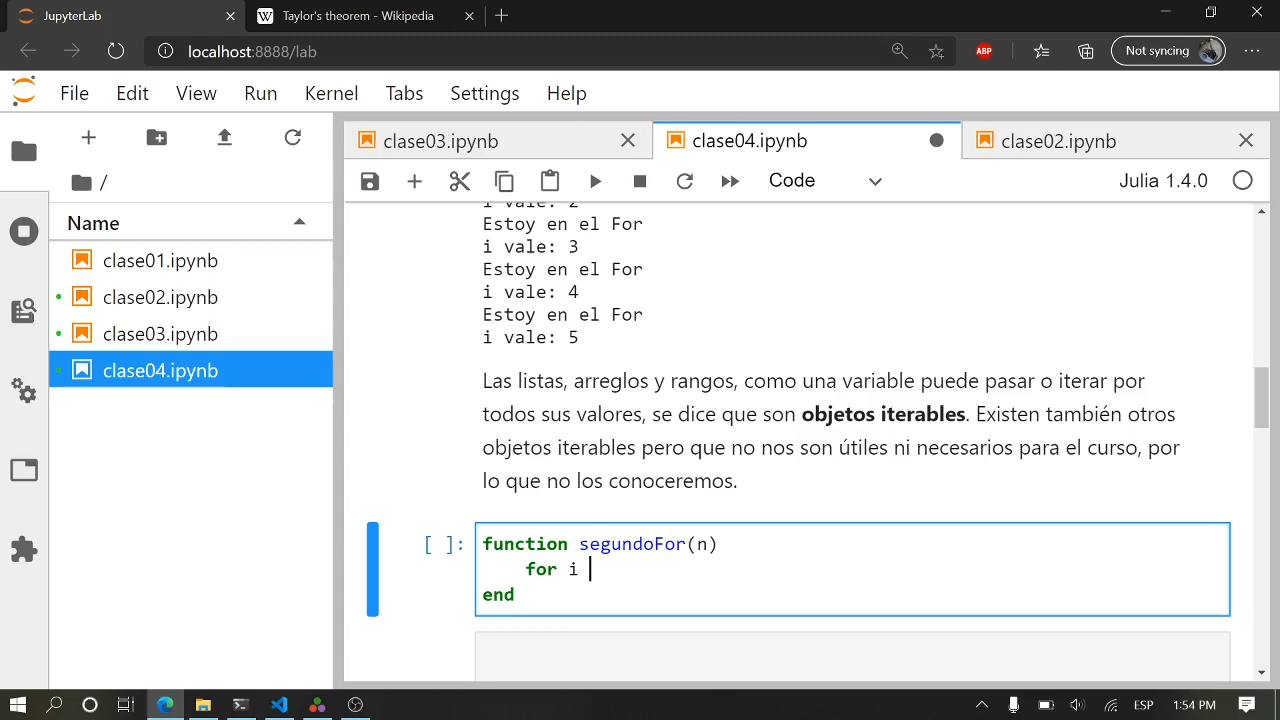 JupyterLab
Taylor's theorem - Wikipedia
localhost:8888/lab
ABP
Not syncing
File Edit View Run Kernel Tabs Settings Help
clase03.ipynb
clase04.ipynb
clase02.ipynb
/
Code
Julia 1.4.0
Name
clase01.ipynb
clase02.ipynb
clase03.ipynb
clase04.ipynb
i vale: 2
Estoy en el For
i vale: 3
Estoy en el For
i vale: 4
Estoy en el For
i vale: 5
Las listas, arreglos y rangos, como una variable puede pasar o iterar por
todos sus valores, se dice que son objetos iterables. Existen también otros
objetos iterables pero que no nos son útiles ni necesarios para el curso, por
lo que no los conoceremos.
[ ]:
function segundoFor(n)
for i
end
ESP
1:54 PM